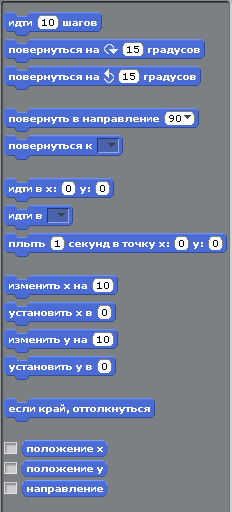 идти 10 шагов
повернуться на 15 градусов
повернуться на 15 градусов
повернуть в направление 90
повернуться к
идти в x: 0 y: 0
идти в
плыть 1 секунд в точку x: 0 y: 0
изменить х на 10
установить х в 0
изменить у на 10
установить у в 0
если край, оттолкнуться
положение х
положение у
направление